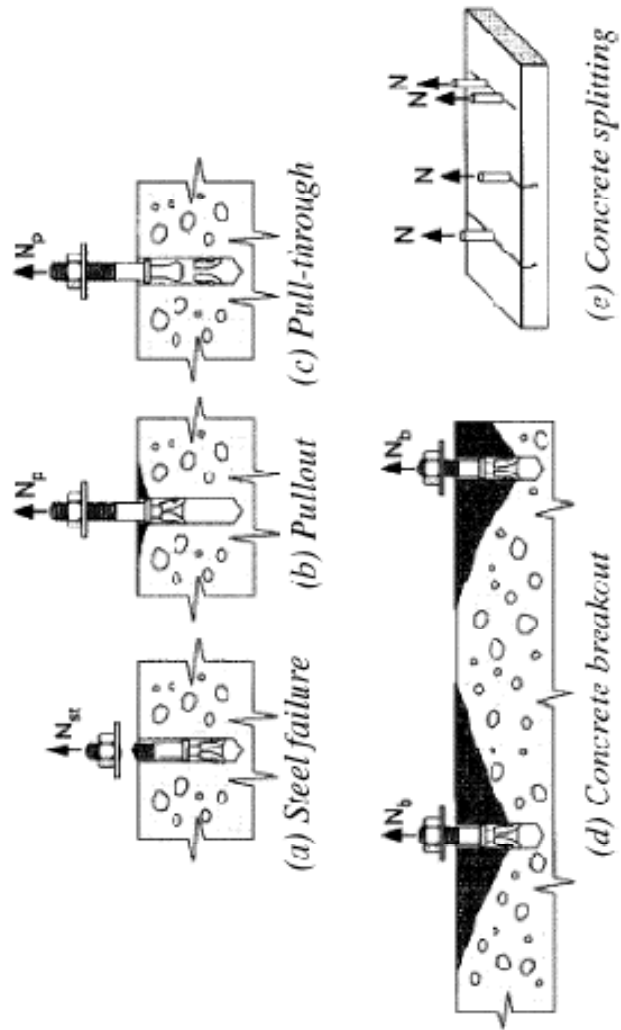 N_st
N_p
N_p
(a) Steel failure
(b) Pullout
(c) Pull-through
N_b
N_b
N
N
N
N
(d) Concrete breakout
(e) Concrete splitting